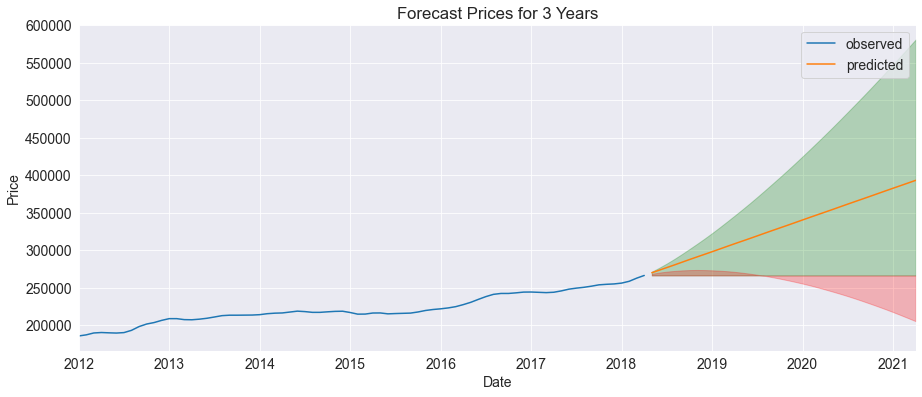 Forecast Prices for 3 Years
600000
550000
500000
450000
400000
350000
300000
250000
200000
Price
observed
predicted
2012 2013 2014 2015 2016 2017 2018 2019 2020 2021
Date